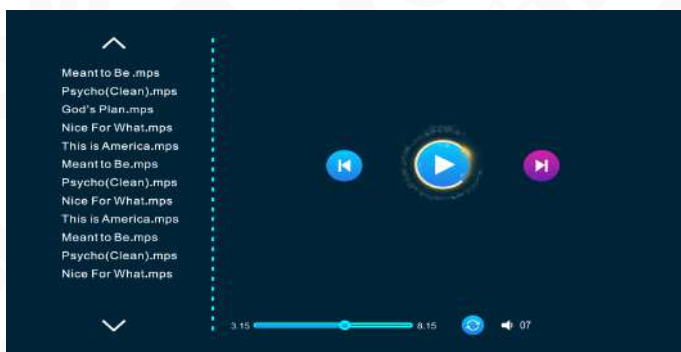 Meant to Be .mps
Psycho(Clean).mps
God's Plan.mps
Nice For What.mps
This is America.mps
Meant to Be.mps
Psycho(Clean).mps
Nice For What.mps
This is America.mps
Meant to Be.mps
Psycho(Clean).mps
Nice For What.mps
3.15 8.15 07